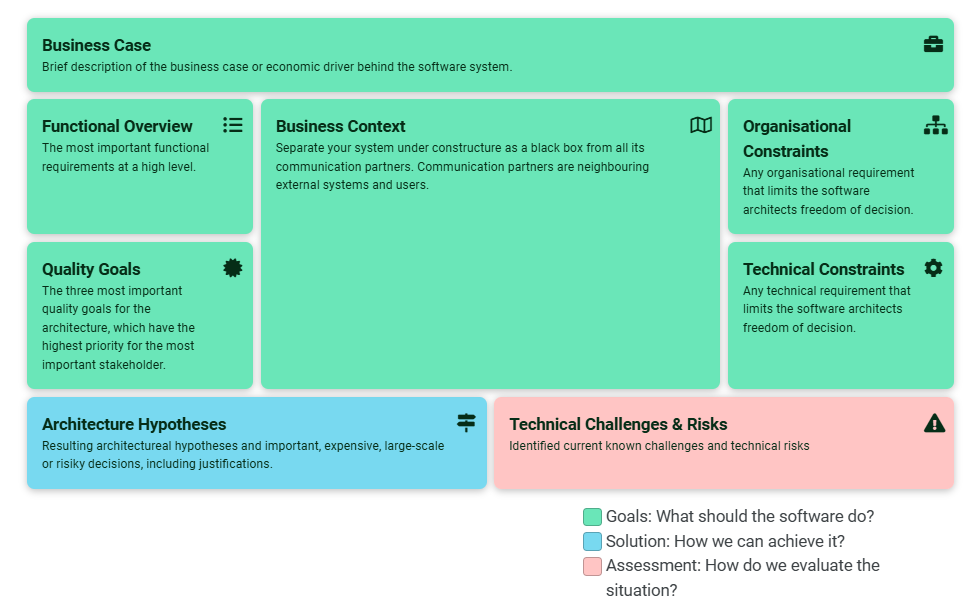 Business Case
Brief description of the business case or economic driver behind the software system.
Functional Overview
The most important functional
requirements at a high level.
Business Context
Separate your system under constructure as a black box from all its
communication partners. Communication partners are neighbouring
external systems and users.
Organisational
Constraints
Any organisational requirement
that limits the software
architects freedom of decision.
Quality Goals
The three most important
quality goals for the
architecture, which have the
highest priority for the most
important stakeholder.
Technical Constraints
Any technical requirement that
limits the software architects
freedom of decision.
Architecture Hypotheses
Resulting architectureal hypotheses and important, expensive, large-scale
or risiky decisions, including justifications.
Technical Challenges & Risks
Identified current known challenges and technical risks
Goals: What should the software do?
Solution: How we can achieve it?
Assessment: How do we evaluate the
situation?